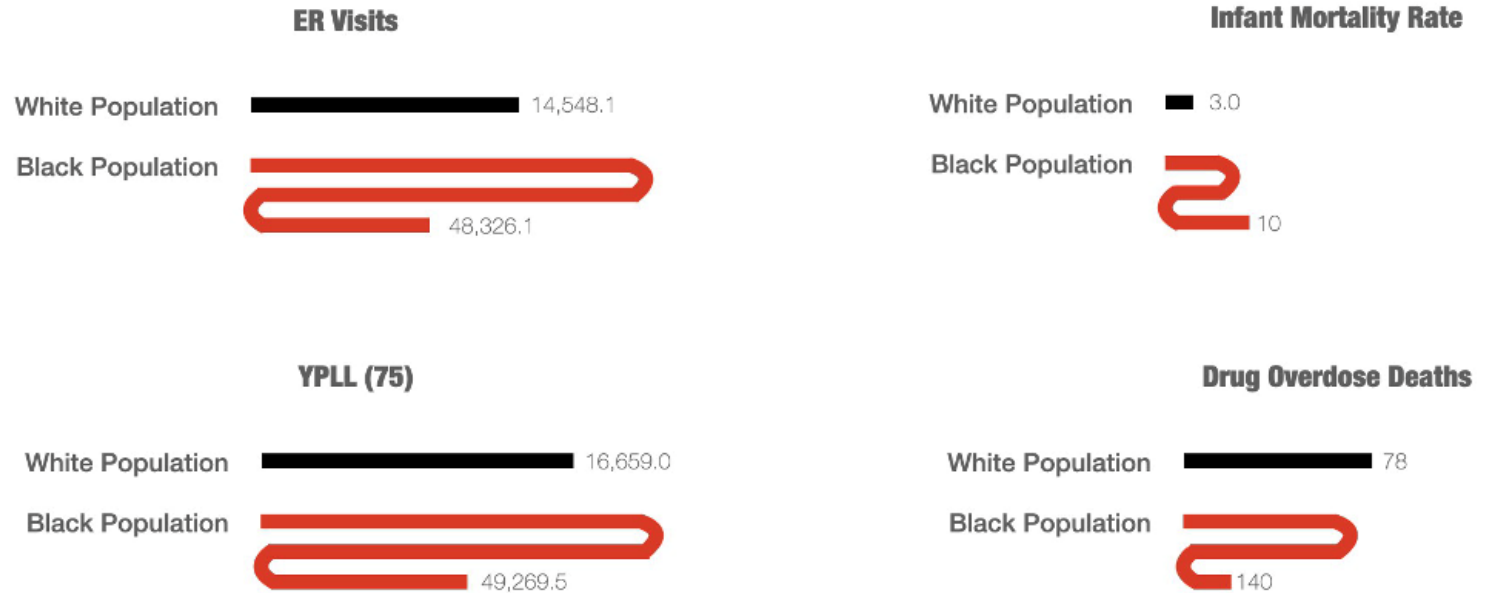 ER Visits
White Population 14,548.1
Black Population
48,326.1
Infant Mortality Rate
White Population 3.0
Black Population
10
YPLL (75)
White Population 16,659.0
Black Population
49,269.5
Drug Overdose Deaths
White Population 78
Black Population
140